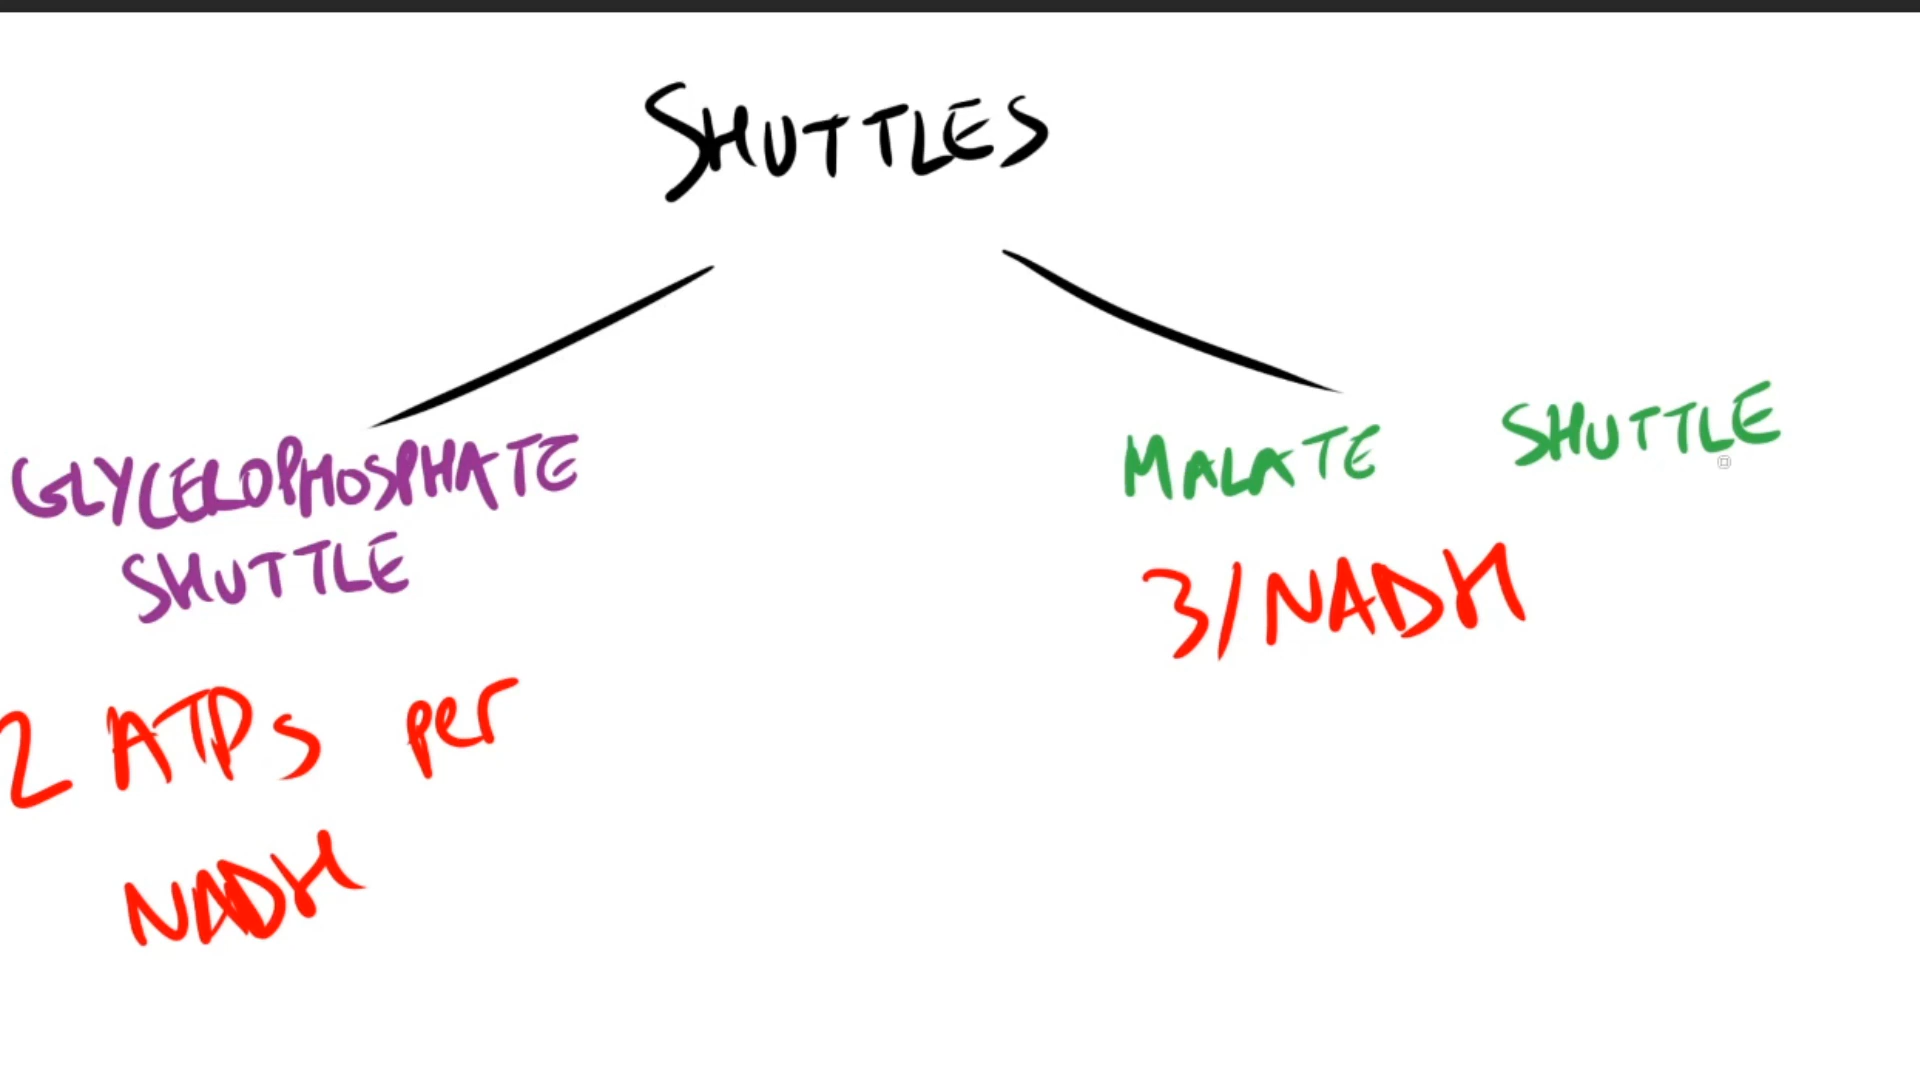 SHUTTLES
GLYCEROPHOSPHATE
SHUTTLE
2 ATPs per
NADH
MALATE SHUTTLE
3/NADH